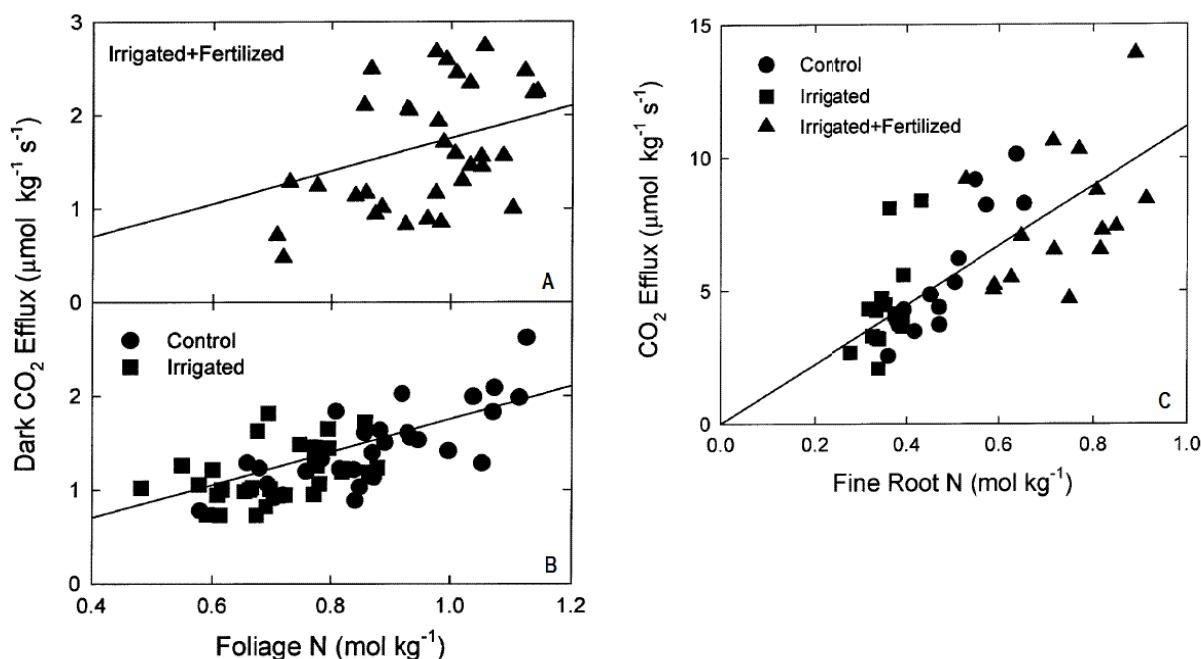 3
Irrigated+Fertilized
2
1
A
0
Control
Irrigated
2
1
B
0
0.4 0.6 0.8 1.0 1.2
Foliage N (mol kg⁻¹)
Dark CO₂ Efflux (μmol kg⁻¹ s⁻¹)
15
Control
Irrigated
Irrigated+Fertilized
10
5
C
0
0.0 0.2 0.4 0.6 0.8 1.0
Fine Root N (mol kg⁻¹)
CO₂ Efflux (μmol kg⁻¹ s⁻¹)